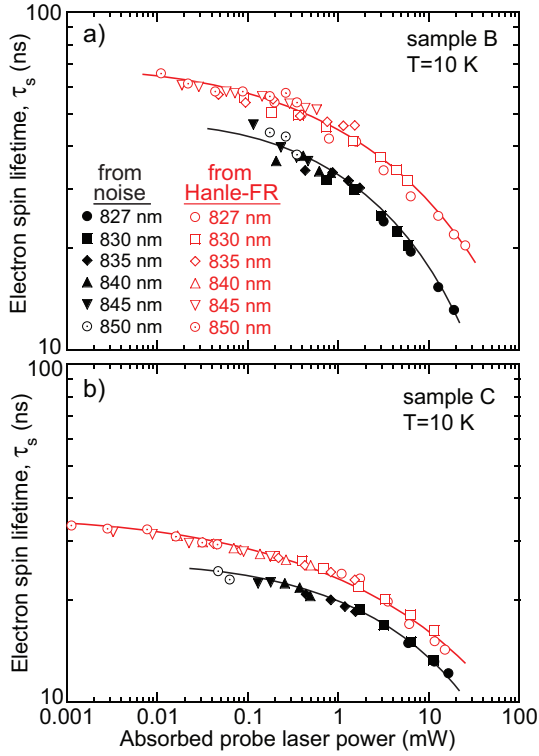 100
a)
sample B
T=10 K
Electron spin lifetime, τs (ns)
from from
noise Hanle-FR
827 nm 827 nm
830 nm 830 nm
835 nm 835 nm
840 nm 840 nm
845 nm 845 nm
850 nm 850 nm
10
100
b)
sample C
T=10 K
Electron spin lifetime, τs (ns)
10
0.001 0.01 0.1 1 10 100
Absorbed probe laser power (mW)